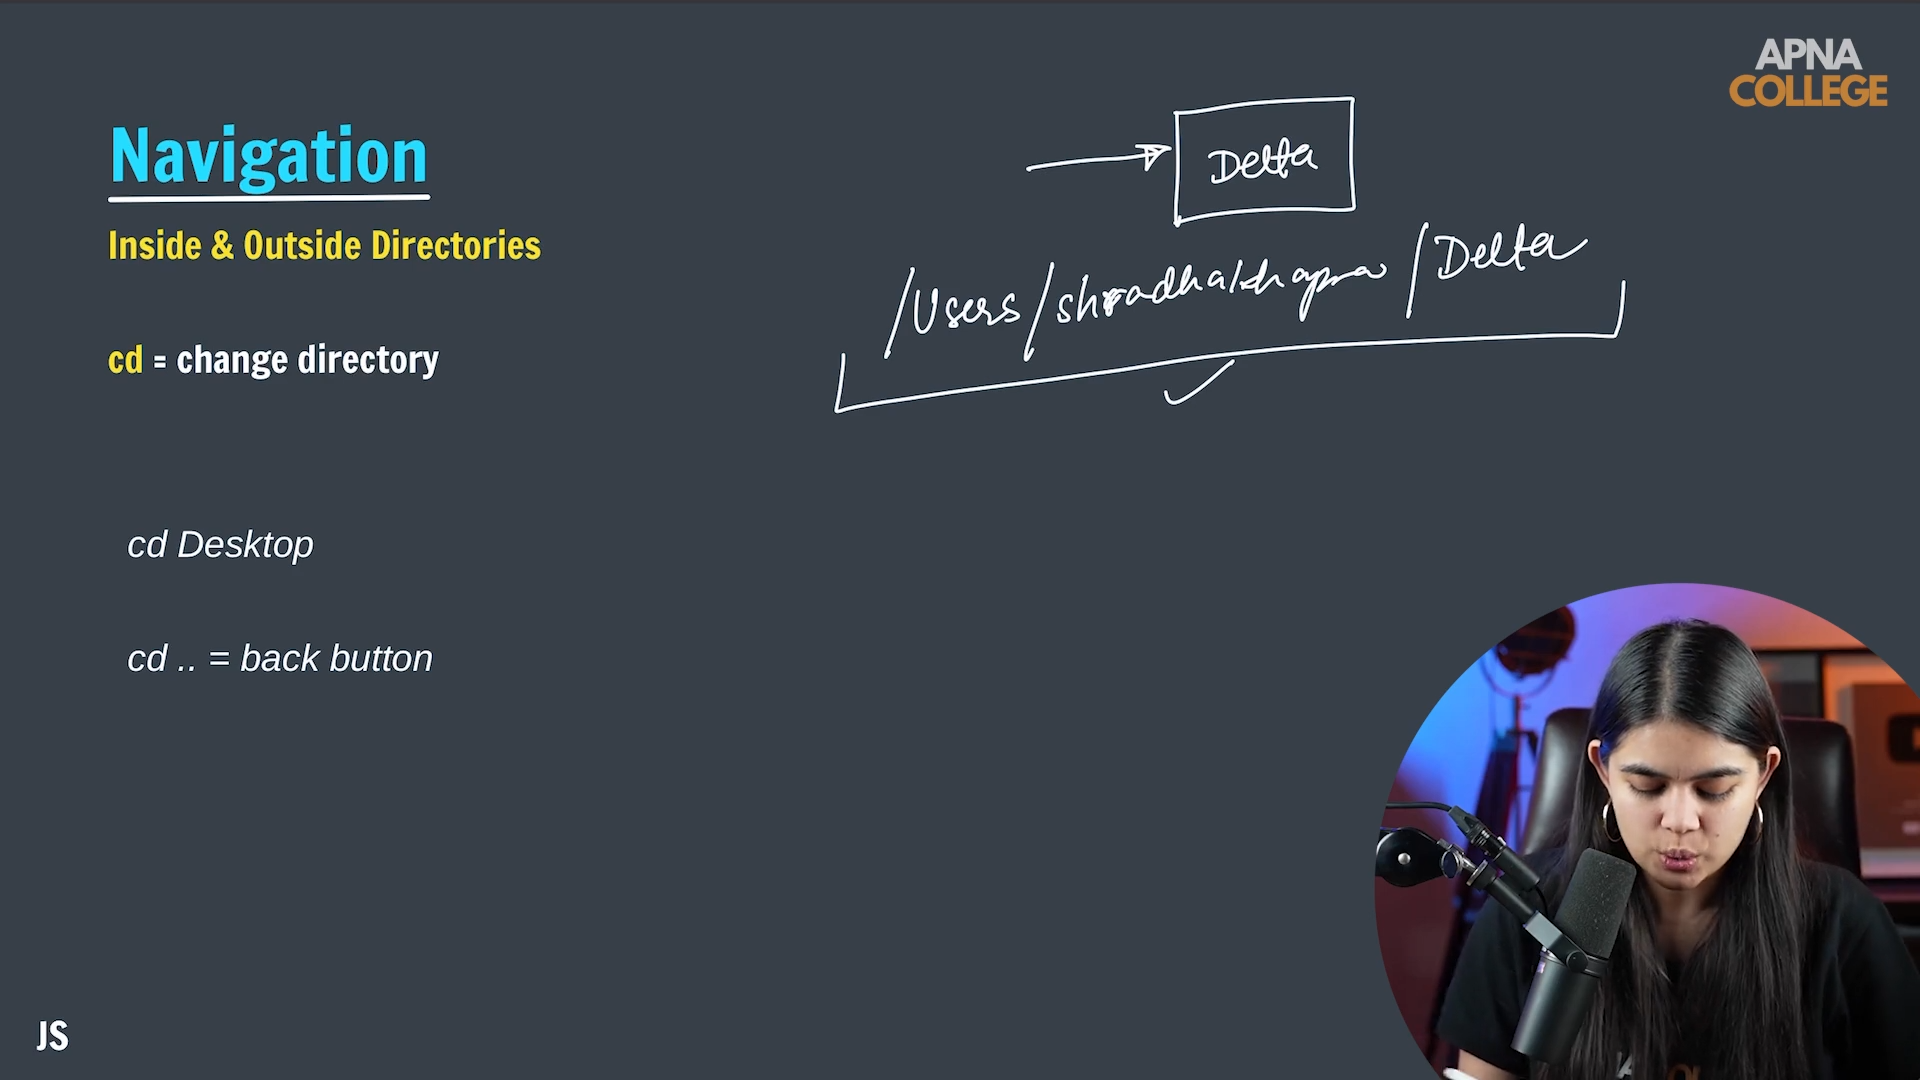 APNA
COLLEGE
Navigation
Inside & Outside Directories
cd = change directory
cd Desktop
cd .. = back button
Delta
/Users/shradhakhapra/Delta
JS